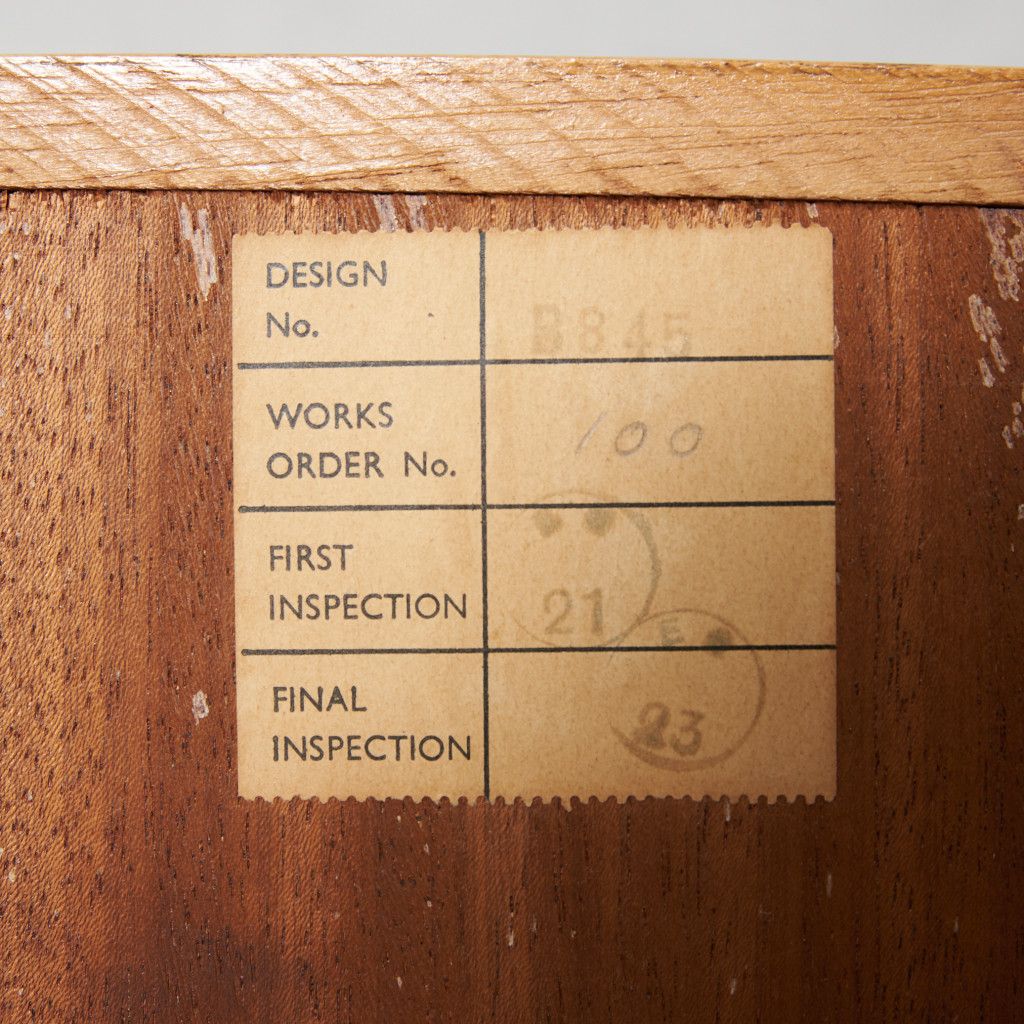 DESIGN
No.
B845
WORKS
ORDER No.
100
FIRST
INSPECTION
21
FINAL
INSPECTION
E
23